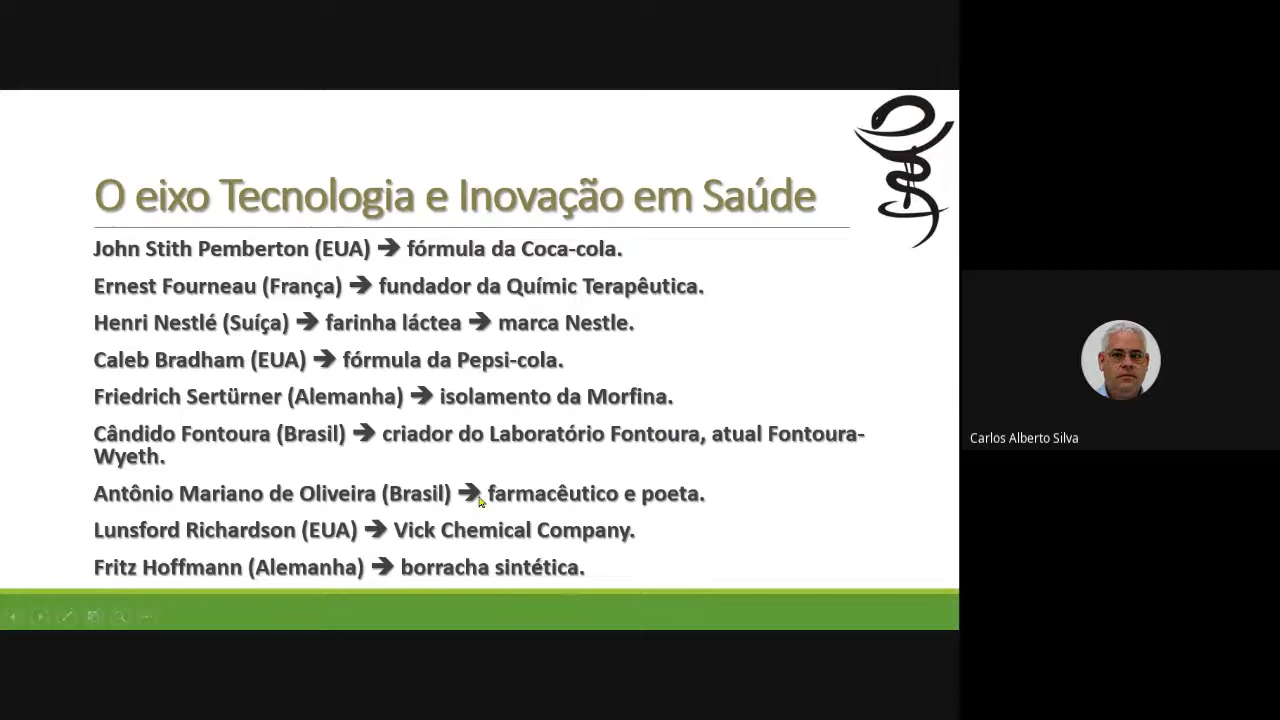 O eixo Tecnologia e Inovação em Saúde
John Stith Pemberton (EUA) ➔ fórmula da Coca-cola.
Ernest Fourneau (França) ➔ fundador da Químic Terapêutica.
Henri Nestlé (Suíça) ➔ farinha láctea ➔ marca Nestle.
Caleb Bradham (EUA) ➔ fórmula da Pepsi-cola.
Friedrich Sertürner (Alemanha) ➔ isolamento da Morfina.
Cândido Fontoura (Brasil) ➔ criador do Laboratório Fontoura, atual Fontoura-
Wyeth.
Antônio Mariano de Oliveira (Brasil) ➔ farmacêutico e poeta.
Lunsford Richardson (EUA) ➔ Vick Chemical Company.
Fritz Hoffmann (Alemanha) ➔ borracha sintética.
Carlos Alberto Silva